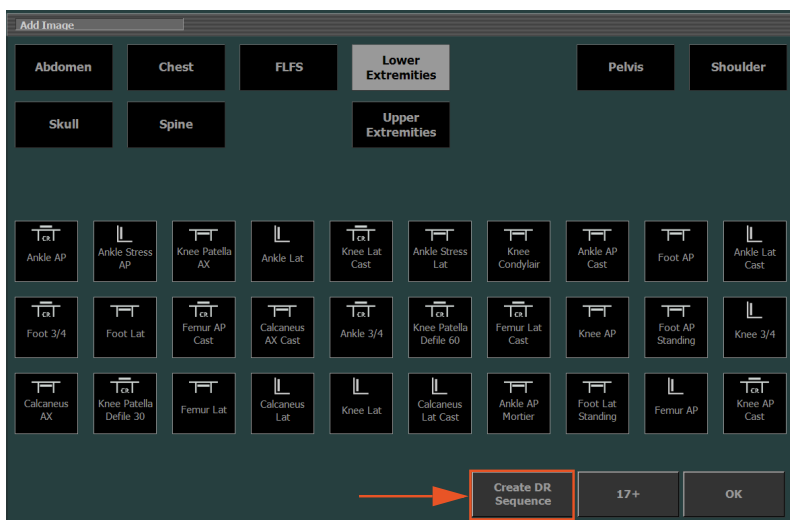 Add Image
Abdomen
Chest
FLFS
Lower
Extremities
Pelvis
Shoulder
Skull
Spine
Upper
Extremities
CR
Ankle AP
Ankle Stress
AP
Knee Patella
AX
Ankle Lat
CR
Knee Lat
Cast
Ankle Stress
Lat
Knee
Condylair
Ankle AP
Cast
Foot AP
Ankle Lat
Cast
CR
Foot 3/4
Foot Lat
CR
Femur AP
Cast
Calcaneus
AX Cast
CR
Ankle 3/4
CR
Knee Patella
Defile 60
CR
Femur Lat
Cast
Knee AP
Foot AP
Standing
Knee 3/4
Calcaneus
AX
CR
Knee Patella
Defile 30
Femur Lat
Calcaneus
Lat
Knee Lat
Calcaneus
Lat Cast
Ankle AP
Mortier
Foot Lat
Standing
Femur AP
CR
Knee AP
Cast
Create DR
Sequence
17+
OK